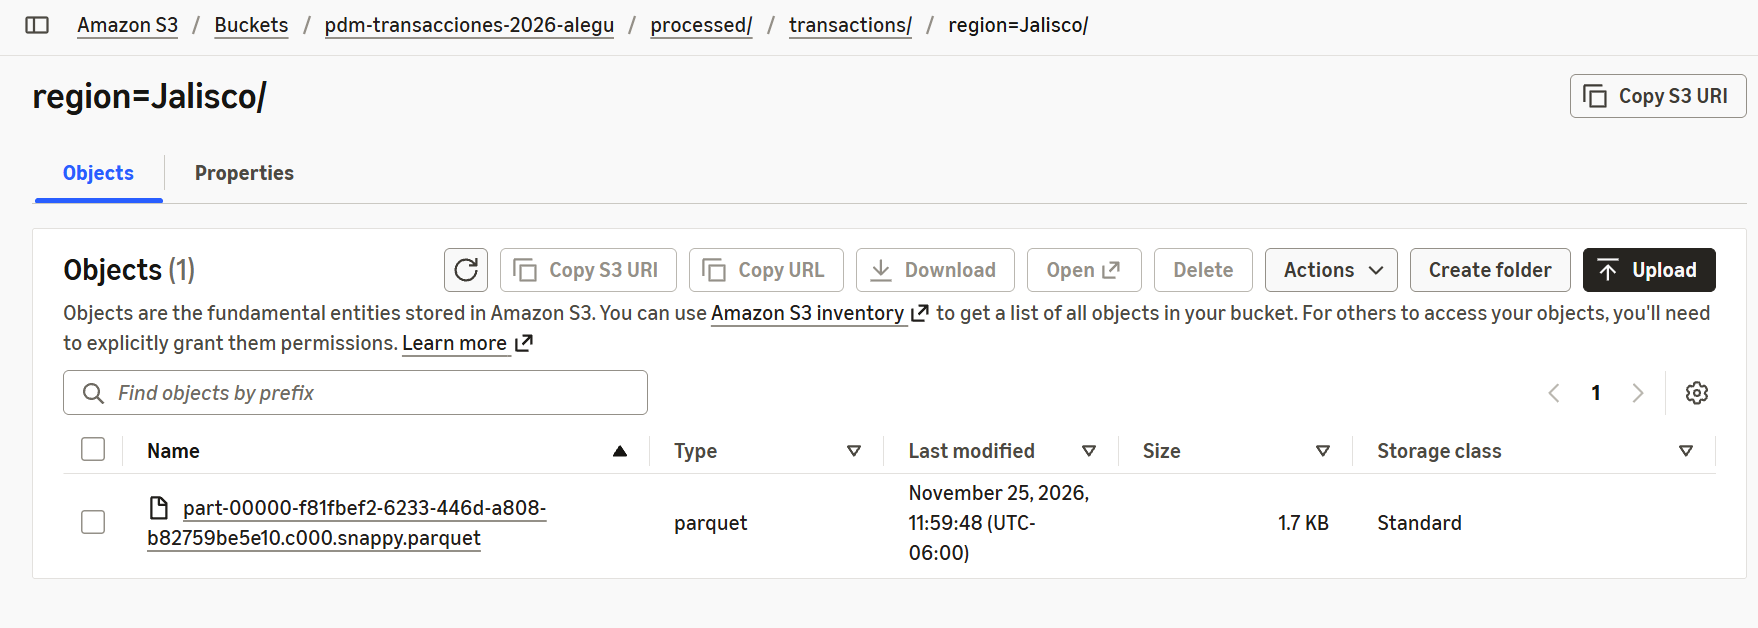 Amazon S3 / Buckets / pdm-transacciones-2026-alegu / processed/ / transactions/ / region=Jalisco/
region=Jalisco/
Copy S3 URI
Objects Properties
Objects (1) Copy S3 URI Copy URL Download Open Delete Actions Create folder Upload
Objects are the fundamental entities stored in Amazon S3. You can use Amazon S3 inventory to get a list of all objects in your bucket. For others to access your objects, you'll need
to explicitly grant them permissions. Learn more
Find objects by prefix
1
Name Type Last modified Size Storage class
part-00000-f81fbef2-6233-446d-a808-
b82759be5e10.c000.snappy.parquet
parquet
November 25, 2026,
11:59:48 (UTC-
06:00)
1.7 KB
Standard